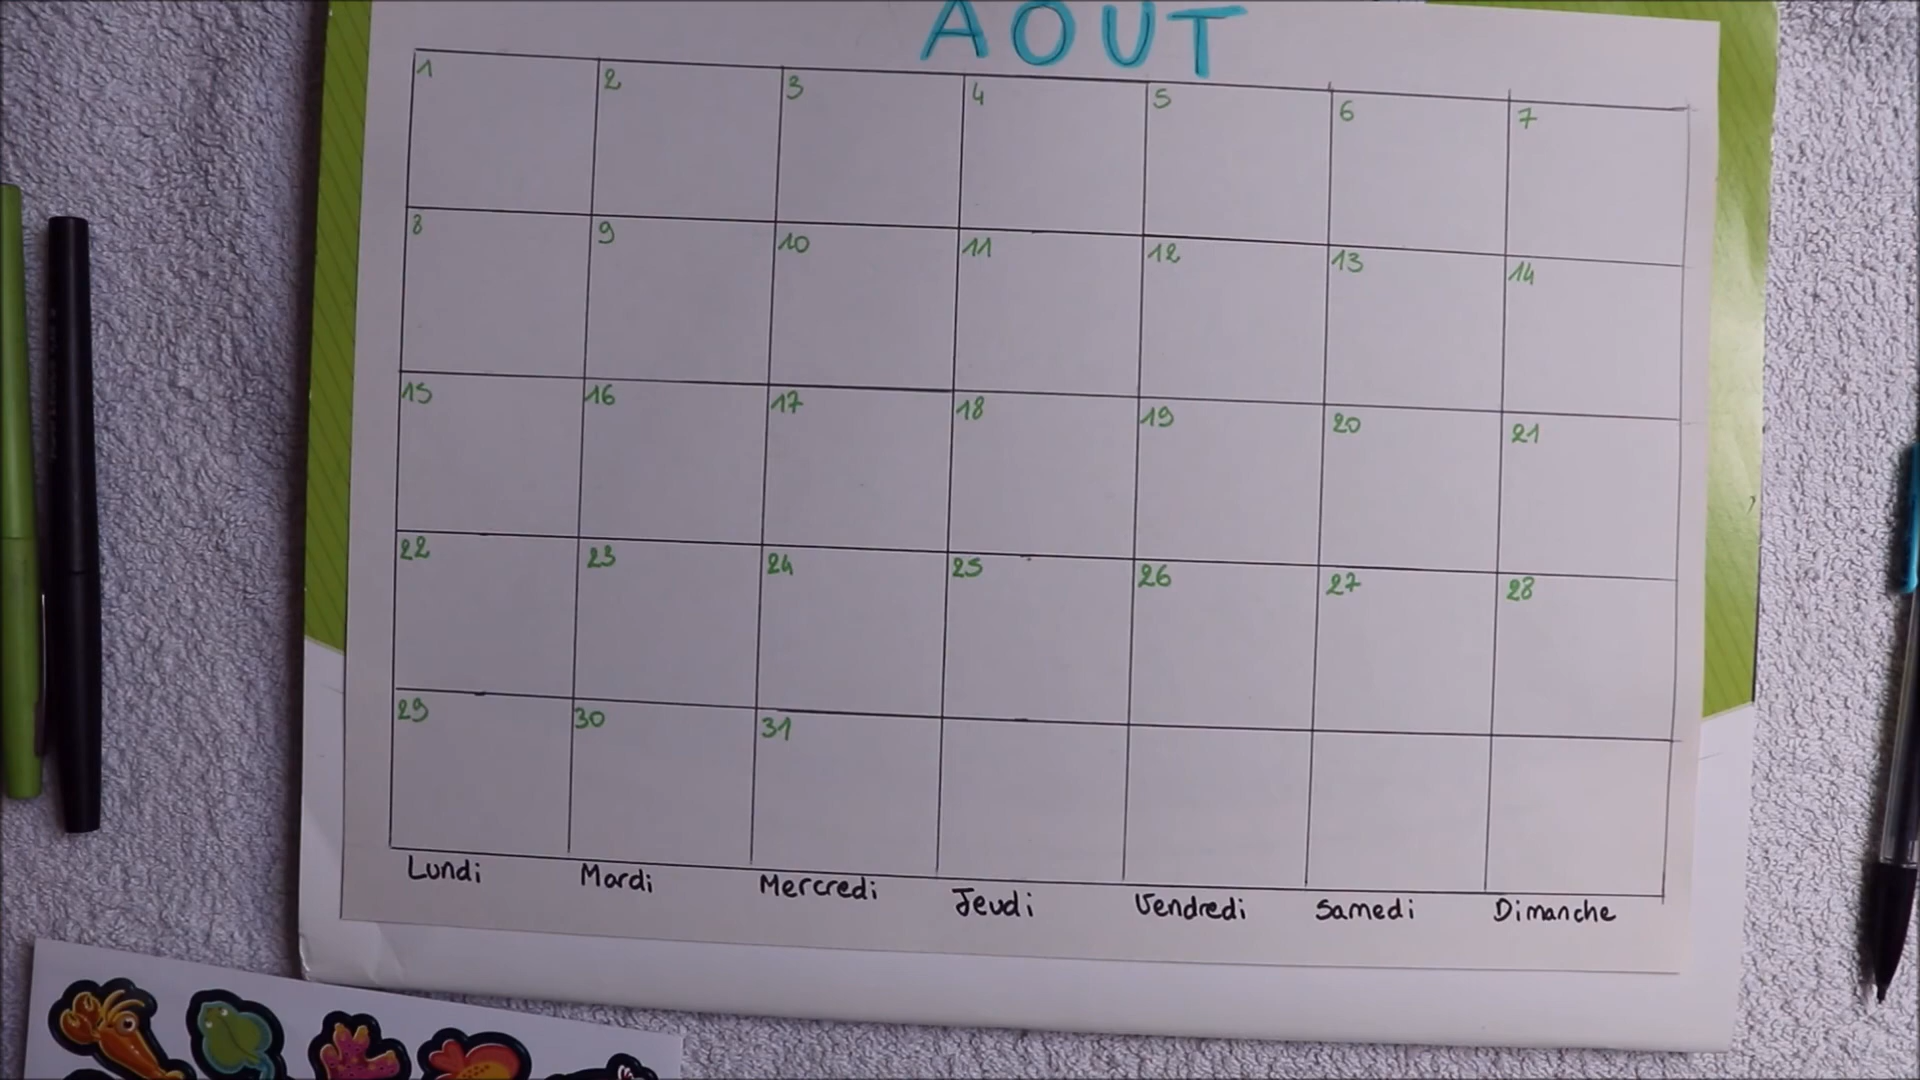 AOUT
1 2 3 4 5 6 7
8 9 10 11 12 13 14
15 16 17 18 19 20 21
22 23 24 25 26 27 28
29 30 31
Lundi Mardi Mercredi Jeudi Vendredi Samedi Dimanche